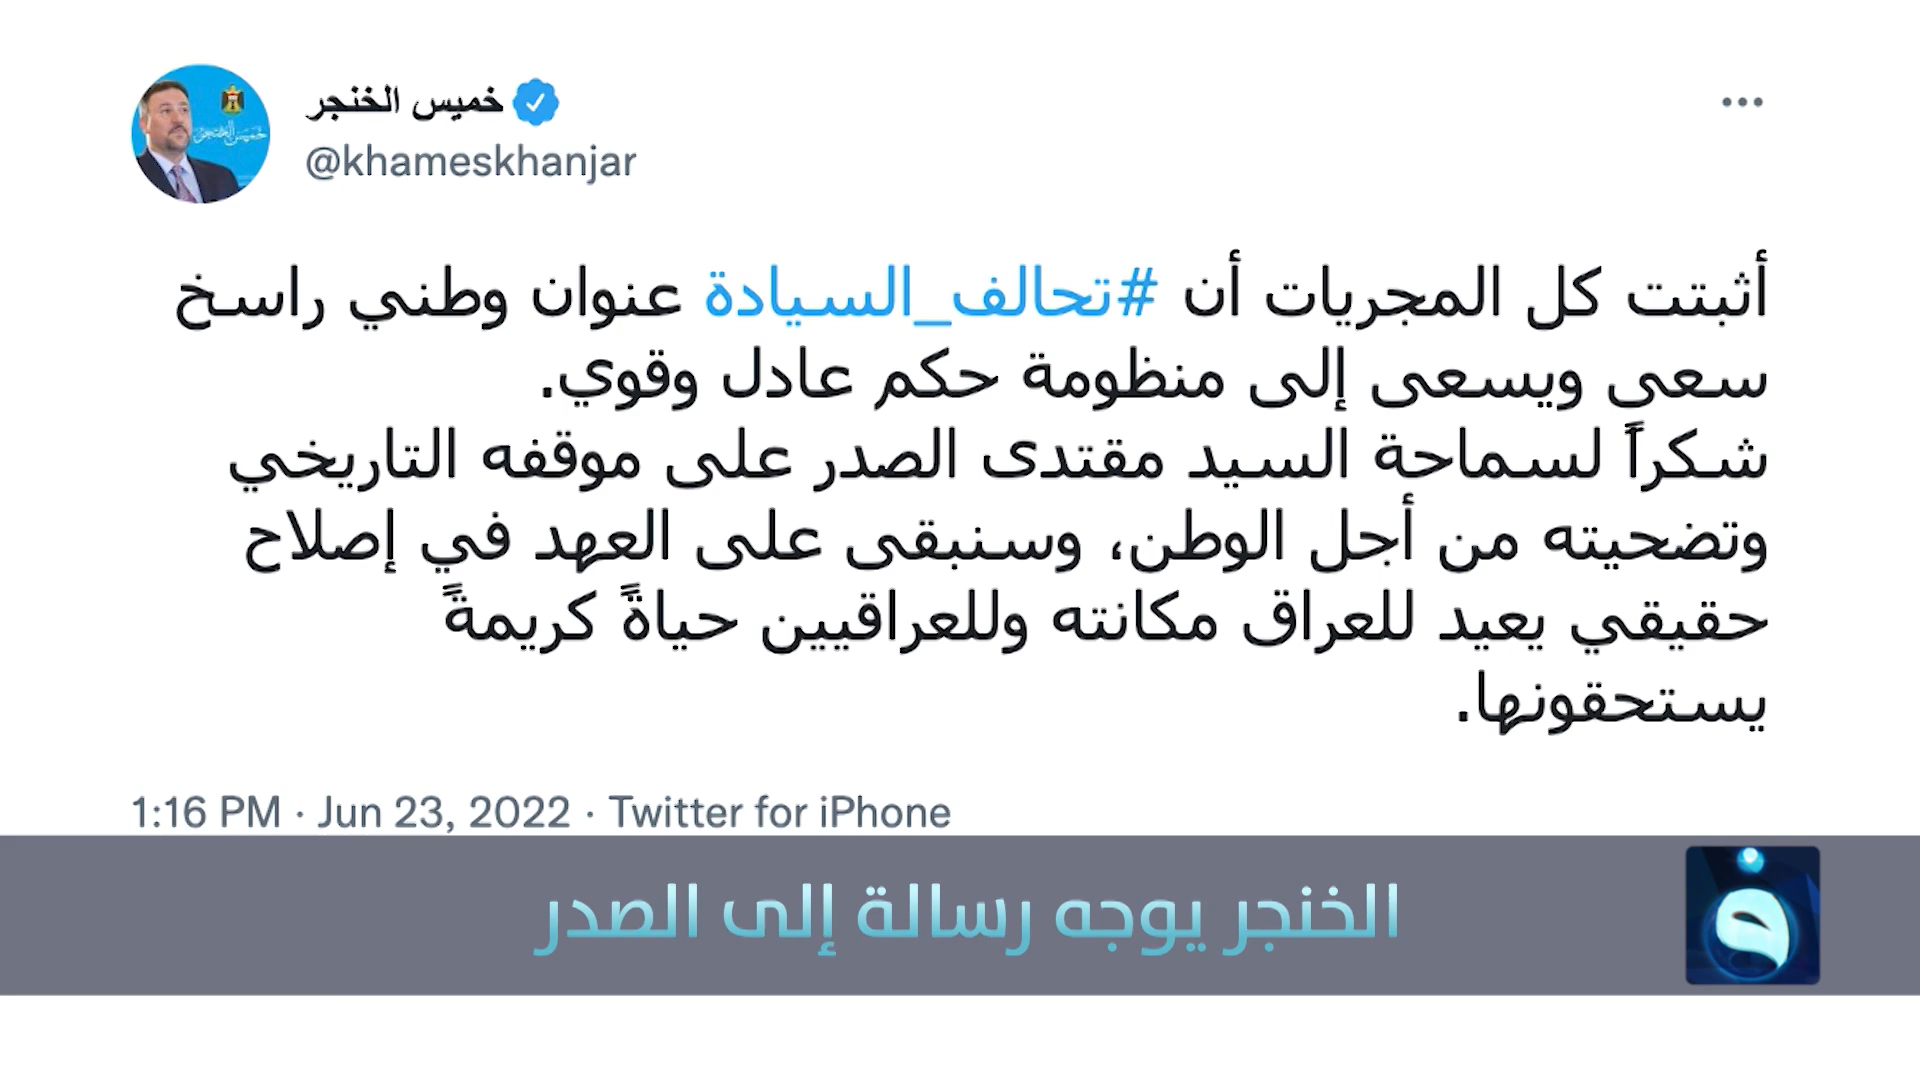 خميس الخنجر
@khameskhanjar
أثبتت كل المجريات أن #تحالف_السيادة عنوان وطني راسخ
سعى ويسعى إلى منظومة حكم عادل وقوي.
شكراً لسماحة السيد مقتدى الصدر على موقفه التاريخي
وتضحيته من أجل الوطن، وسنبقى على العهد في إصلاح
حقيقي يعيد للعراق مكانته وللعراقيين حياةً كريمةً
يستحقونها.
1:16 PM · Jun 23, 2022 · Twitter for iPhone
الخنجر يوجه رسالة إلى الصدر